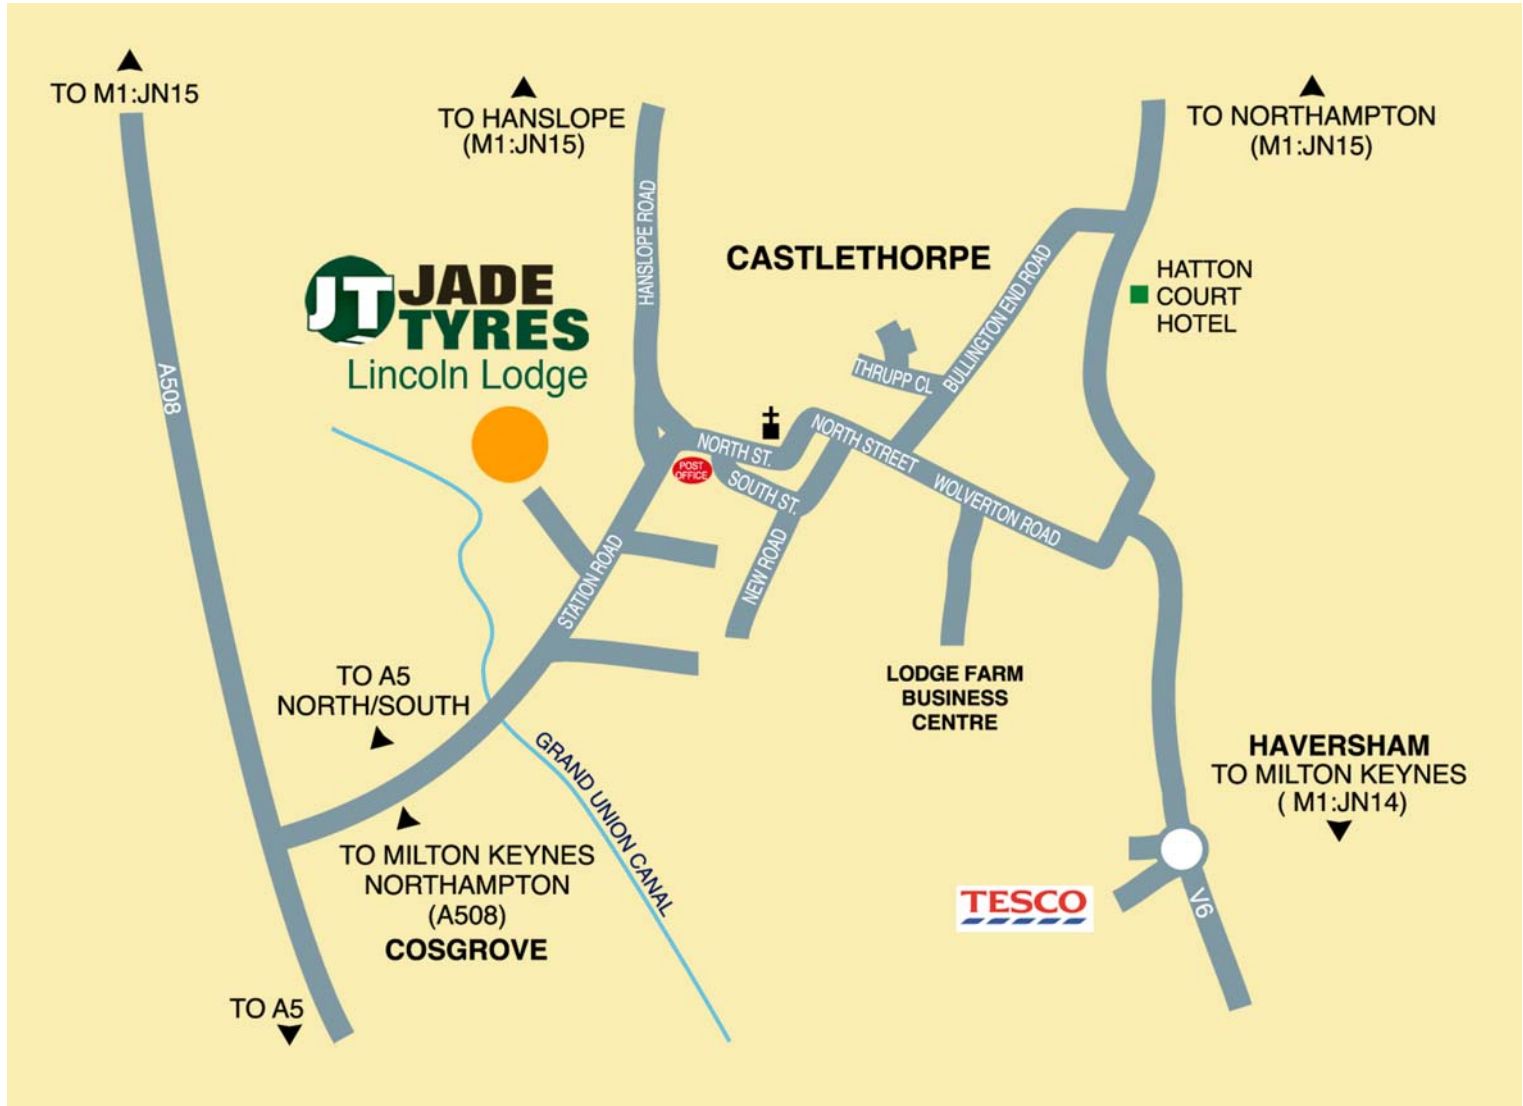 TO M1:JN15
TO HANSLOPE
(M1:JN15)
TO NORTHAMPTON
(M1:JN15)
HANSLOPE ROAD
CASTLETHORPE
BULLINGTON END ROAD
HATTON
COURT
HOTEL
JT JADE
TYRES
Lincoln Lodge
A508
THRUPP CL
NORTH ST.
NORTH STREET
POST
OFFICE
SOUTH ST.
WOLVERTON ROAD
STATION ROAD
NEW ROAD
TO A5
NORTH/SOUTH
LODGE FARM
BUSINESS
CENTRE
GRAND UNION CANAL
HAVERSHAM
TO MILTON KEYNES
( M1:JN14)
TO MILTON KEYNES
NORTHAMPTON
(A508)
COSGROVE
TESCO
V6
TO A5